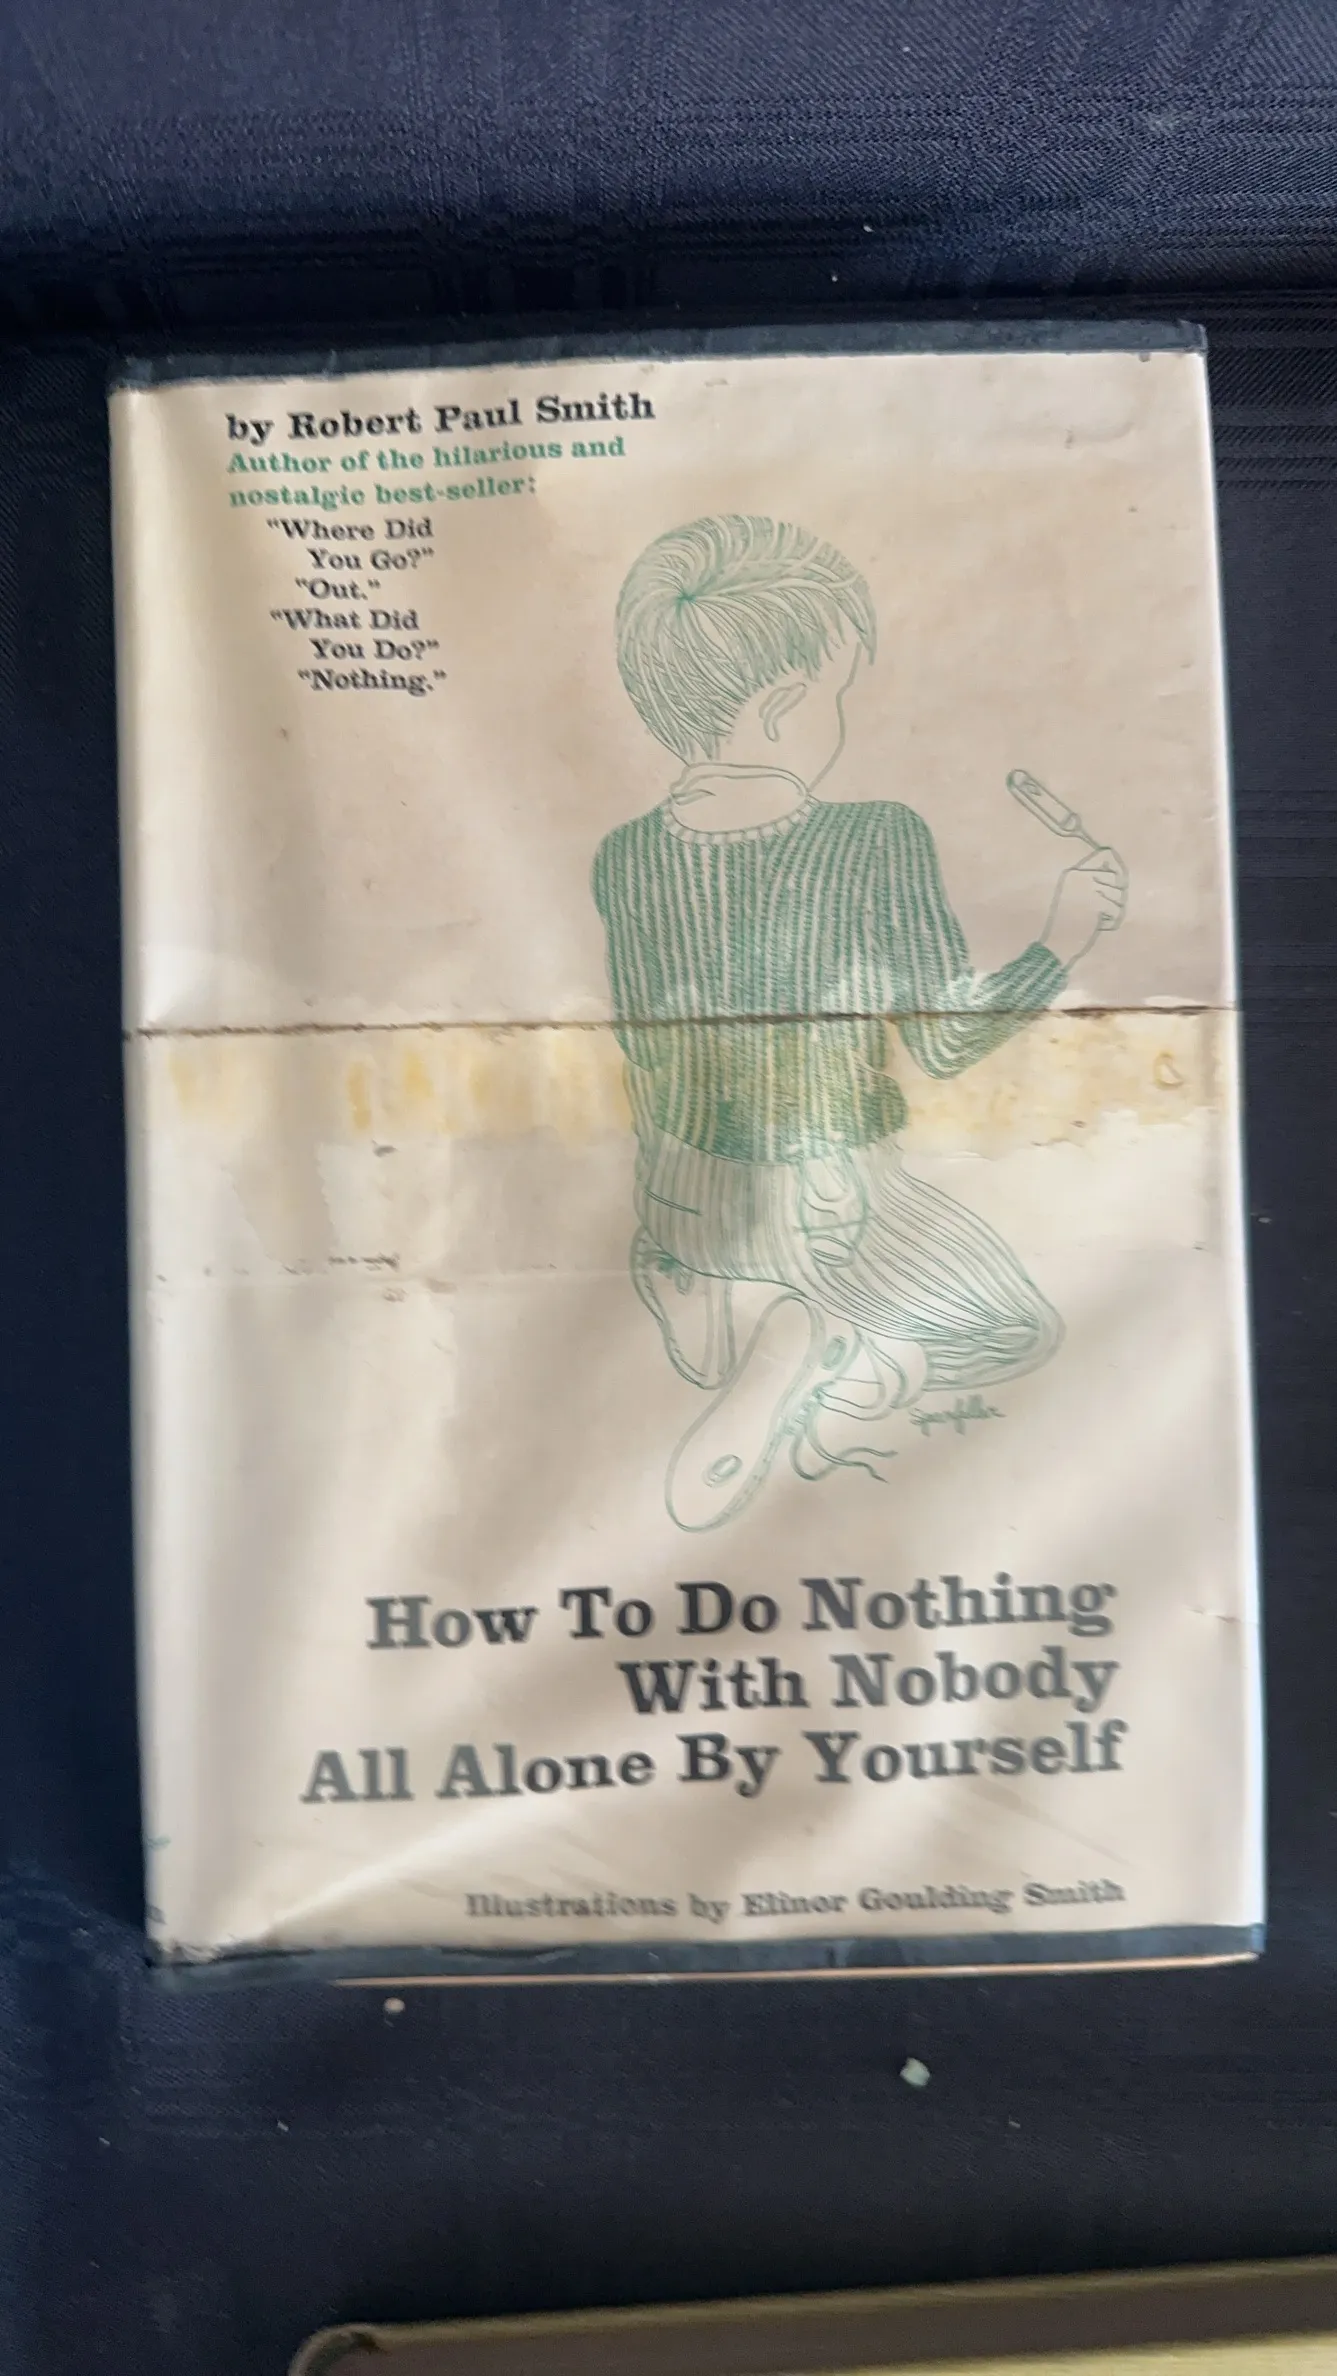 by Robert Paul Smith
Author of the hilarious and
nostalgic best-seller:
"Where Did
You Go?"
"Out."
"What Did
You Do?"
"Nothing."
How To Do Nothing
With Nobody
All Alone By Yourself
Illustrations by Elinor Goulding Smith